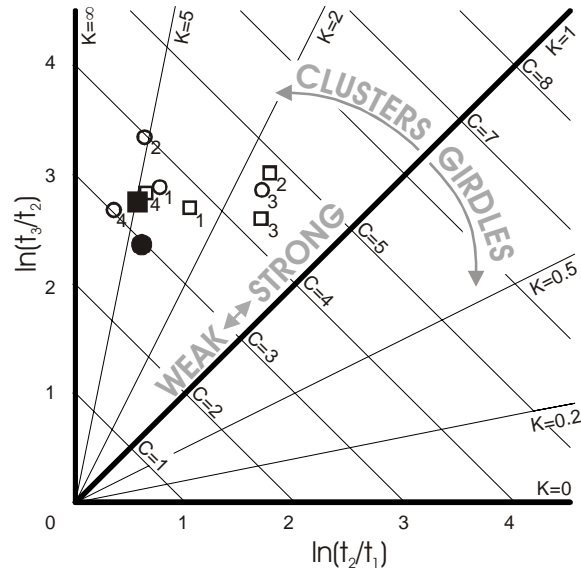 K=∞
K=5
K=2
K=1
4
C=8
CLUSTERS
C=7
GIRDLES
2
3
2
1
4
4
1
3
3
ln(t₃/t₂)
STRONG
C=5
K=0.5
2
C=4
WEAK
C=3
1
C=2
K=0.2
C=1
K=0
0
1
2
3
4
ln(t₂/t₁)